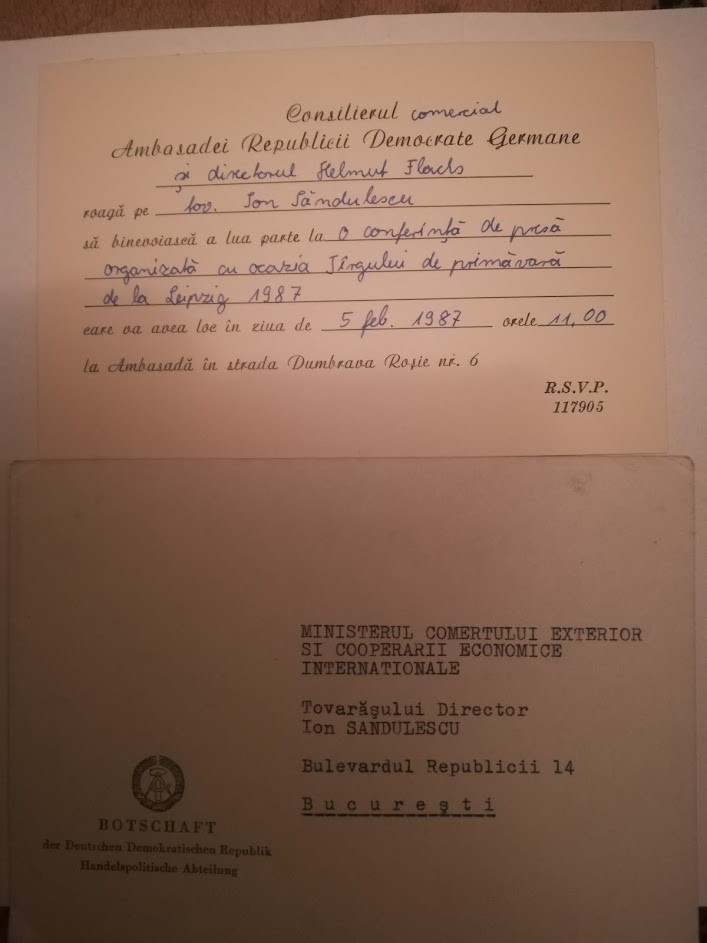 Consilierul comercial
Ambasadei Republicii Democrate Germane
și directorul Helmut Flachs
roagă pe tov. Ion Săndulescu
să binevoiască a lua parte la o conferință de presă
organizată cu ocazia Tîrgului de primăvară
de la Leipzig 1987
care va avea loc în ziua de 5 feb. 1987 orele 11,00
la Ambasadă în strada Dumbrava Roșie nr. 6
R.S.V.P.
117905
MINISTERUL COMERTULUI EXTERIOR
SI COOPERARII ECONOMICE
INTERNATIONALE
Tovarășului Director
Ion SANDULESCU
Bulevardul Republicii 14
B u c u r e ș t i
BOTSCHAFT
der Deutschen Demokratischen Republik
Handelspolitische Abteilung